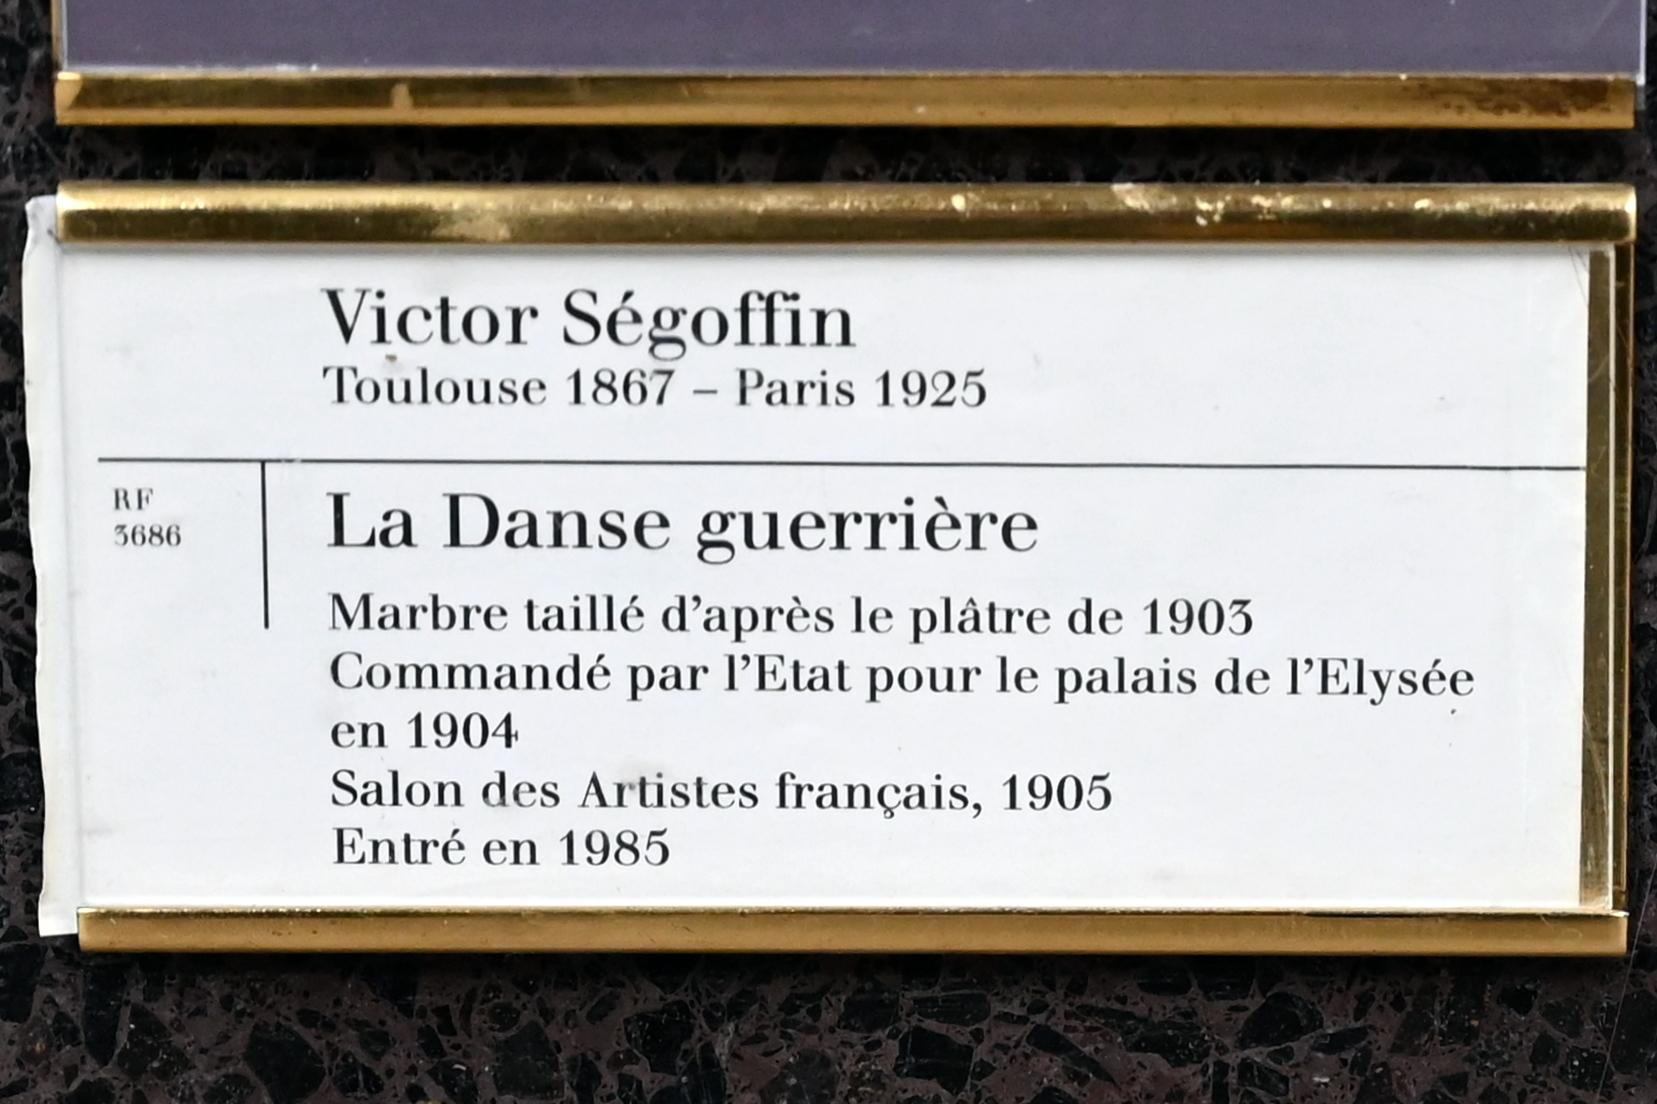 Victor Ségoffin
Toulouse 1867 – Paris 1925
RF
3686
La Danse guerrière
Marbre taillé d'après le plâtre de 1903
Commandé par l'Etat pour le palais de l'Elysée
en 1904
Salon des Artistes français, 1905
Entré en 1985